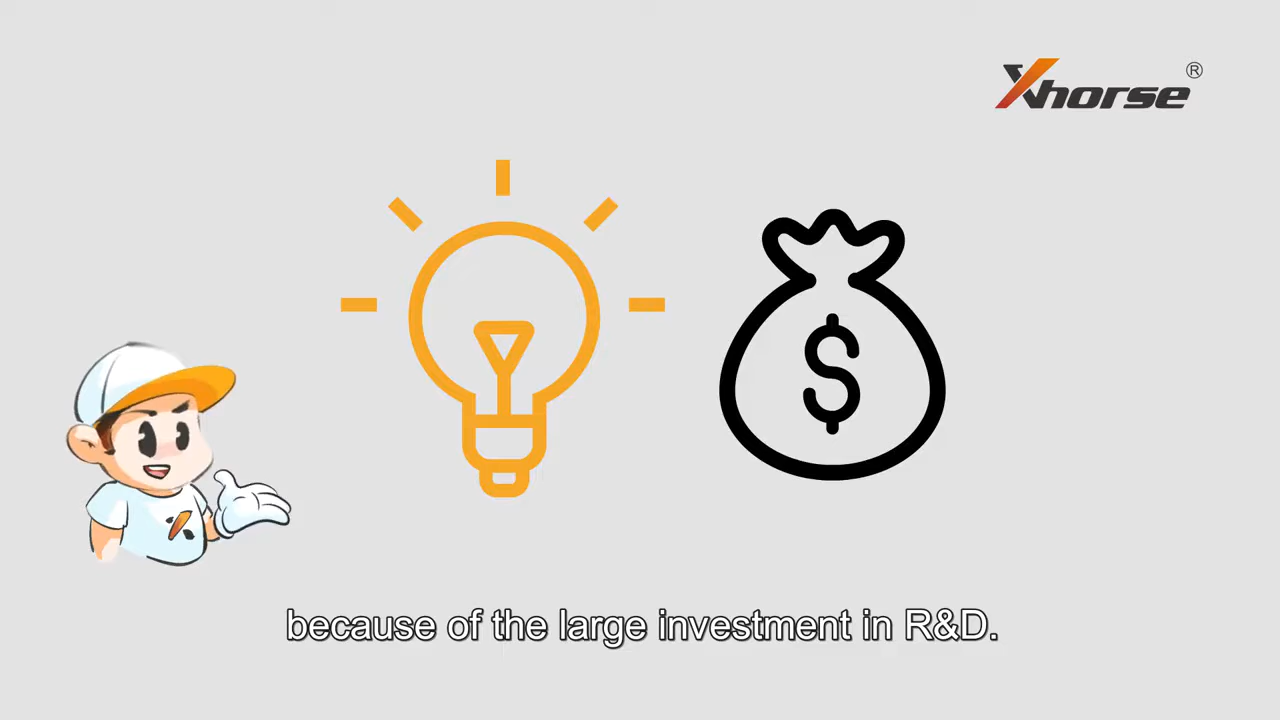 Xhorse®
$
because of the large investment in R&D.